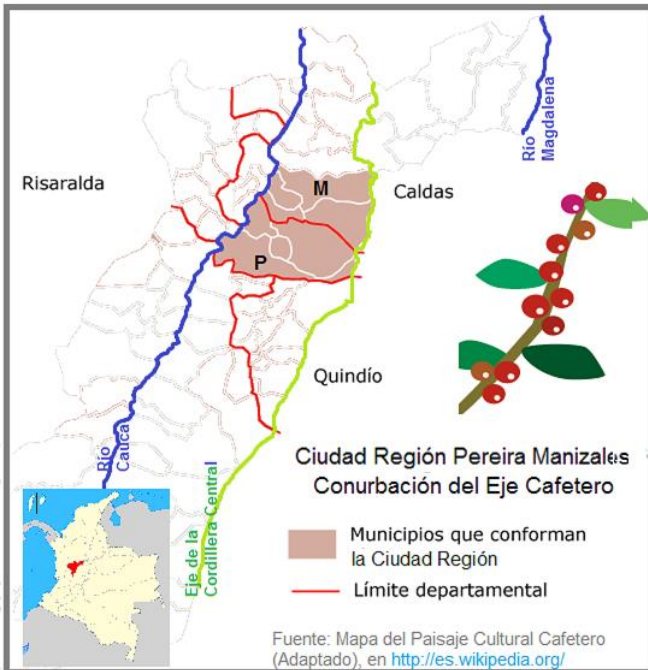 Río
Magdalena
Risaralda
M
Caldas
P
Quindío
Río
Cauca
Eje de la
Cordillera Central
Ciudad Región Pereira Manizales
Conurbación del Eje Cafetero
Municipios que conforman
la Ciudad Región
Límite departamental
Fuente: Mapa del Paisaje Cultural Cafetero
(Adaptado), en http://es.wikipedia.org/